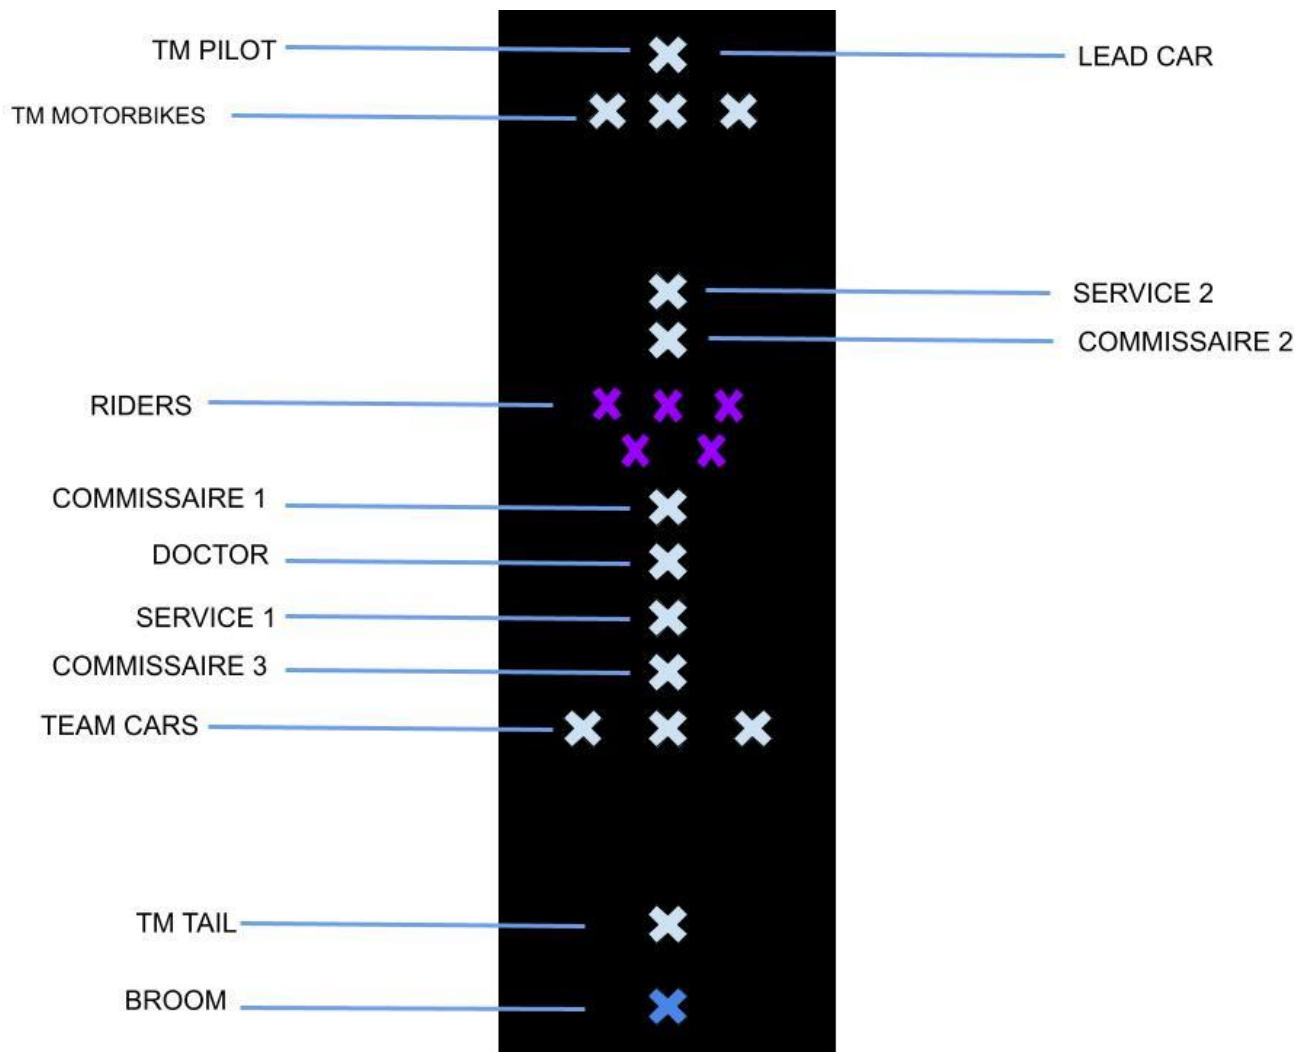 TM PILOT
LEAD CAR
TM MOTORBIKES
SERVICE 2
COMMISSAIRE 2
RIDERS
COMMISSAIRE 1
DOCTOR
SERVICE 1
COMMISSAIRE 3
TEAM CARS
TM TAIL
BROOM